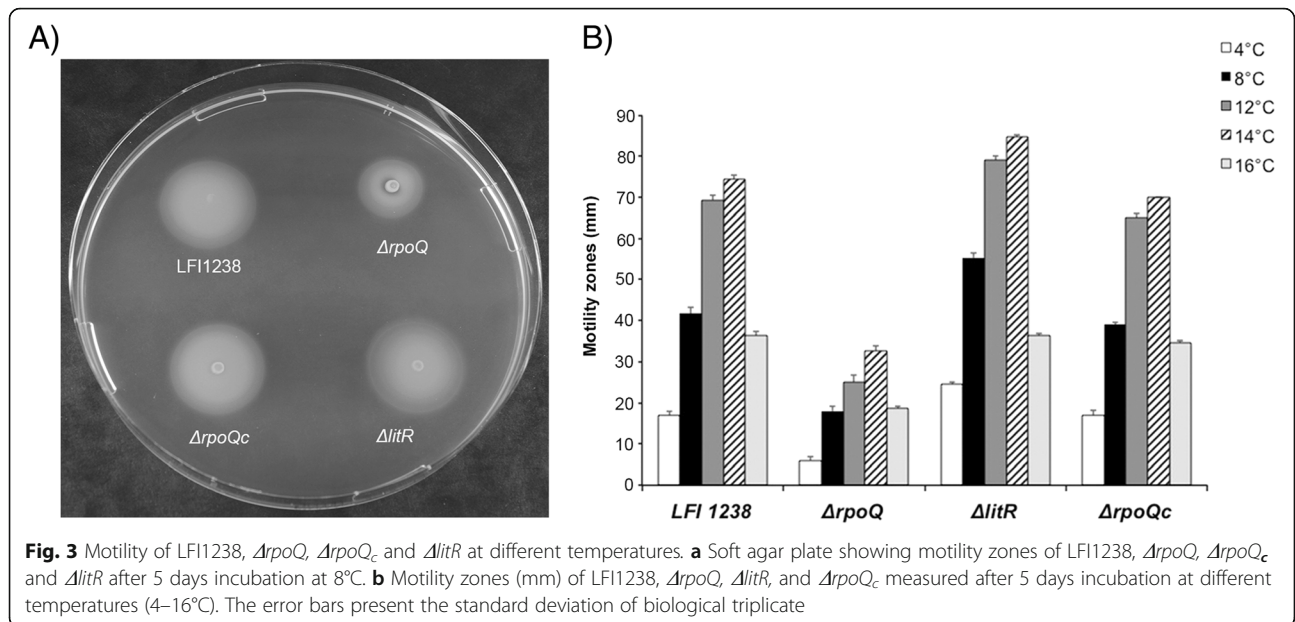 A)
LFI1238
ΔrpoQ
ΔrpoQc
ΔlitR
B)
4°C
8°C
12°C
14°C
16°C
Motility zones (mm)
90
80
70
60
50
40
30
20
10
0
LFI 1238
ΔrpoQ
ΔlitR
ΔrpoQc
Fig. 3 Motility of LFI1238, ΔrpoQ, ΔrpoQc and ΔlitR at different temperatures. a Soft agar plate showing motility zones of LFI1238, ΔrpoQ, ΔrpoQc
and ΔlitR after 5 days incubation at 8°C. b Motility zones (mm) of LFI1238, ΔrpoQ, ΔlitR, and ΔrpoQc measured after 5 days incubation at different
temperatures (4–16°C). The error bars present the standard deviation of biological triplicate